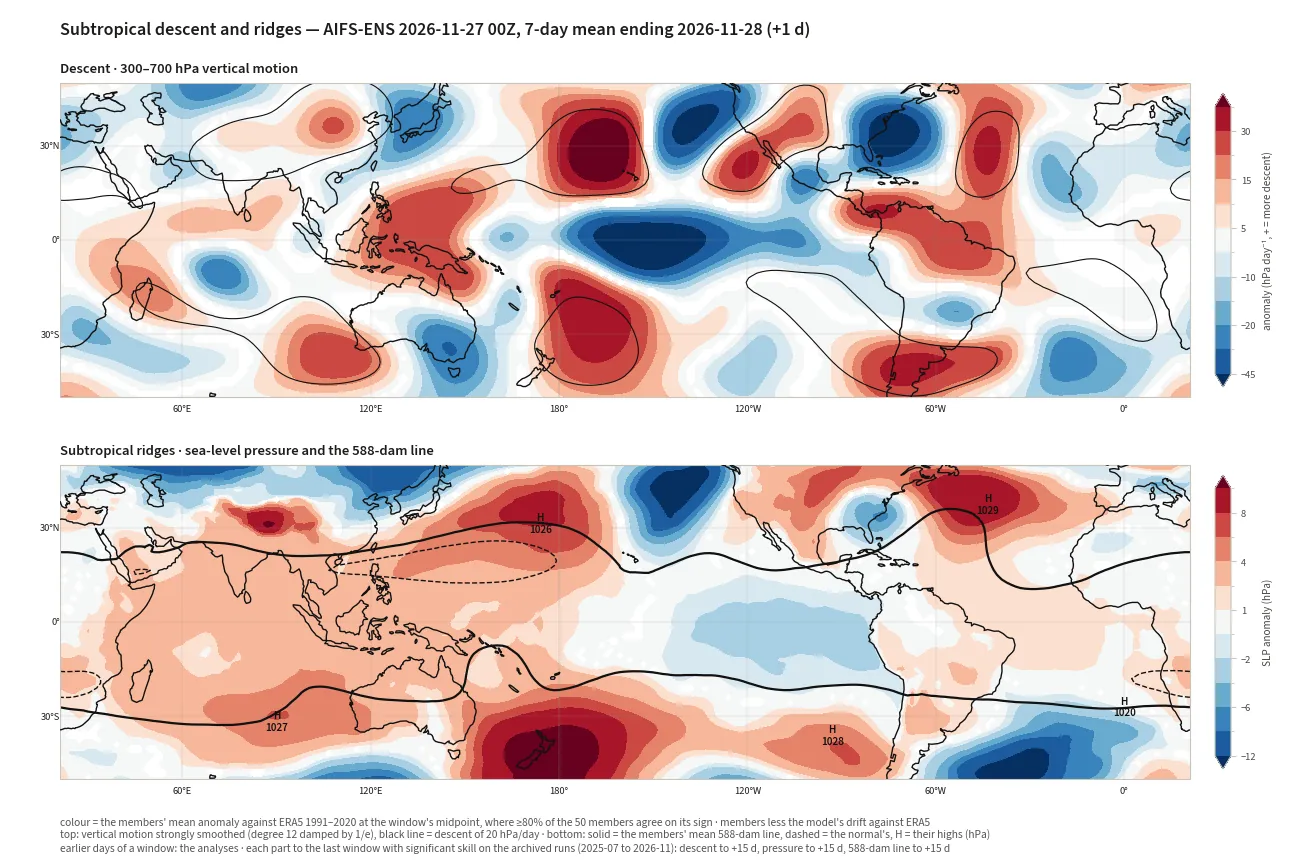 Subtropical descent and ridges — AIFS-ENS 2026-11-27 00Z, 7-day mean ending 2026-11-28 (+1 d)
Descent · 300–700 hPa vertical motion
30°N
0°
30°S
60°E
120°E
180°
120°W
60°W
0°
30
15
5
−10
−20
−45
anomaly (hPa day⁻¹, + = more descent)
Subtropical ridges · sea-level pressure and the 588-dam line
H
1029
H
1026
H
1027
H
1028
H
1020
30°N
0°
30°S
60°E
120°E
180°
120°W
60°W
0°
8
4
1
−2
−6
−12
SLP anomaly (hPa)
colour = the members' mean anomaly against ERA5 1991–2020 at the window's midpoint, where ≥80% of the 50 members agree on its sign · members less the model's drift against ERA5
top: vertical motion strongly smoothed (degree 12 damped by 1/e), black line = descent of 20 hPa/day · bottom: solid = the members' mean 588-dam line, dashed = the normal's, H = their highs (hPa)
earlier days of a window: the analyses · each part to the last window with significant skill on the archived runs (2025-07 to 2026-11): descent to +15 d, pressure to +15 d, 588-dam line to +15 d